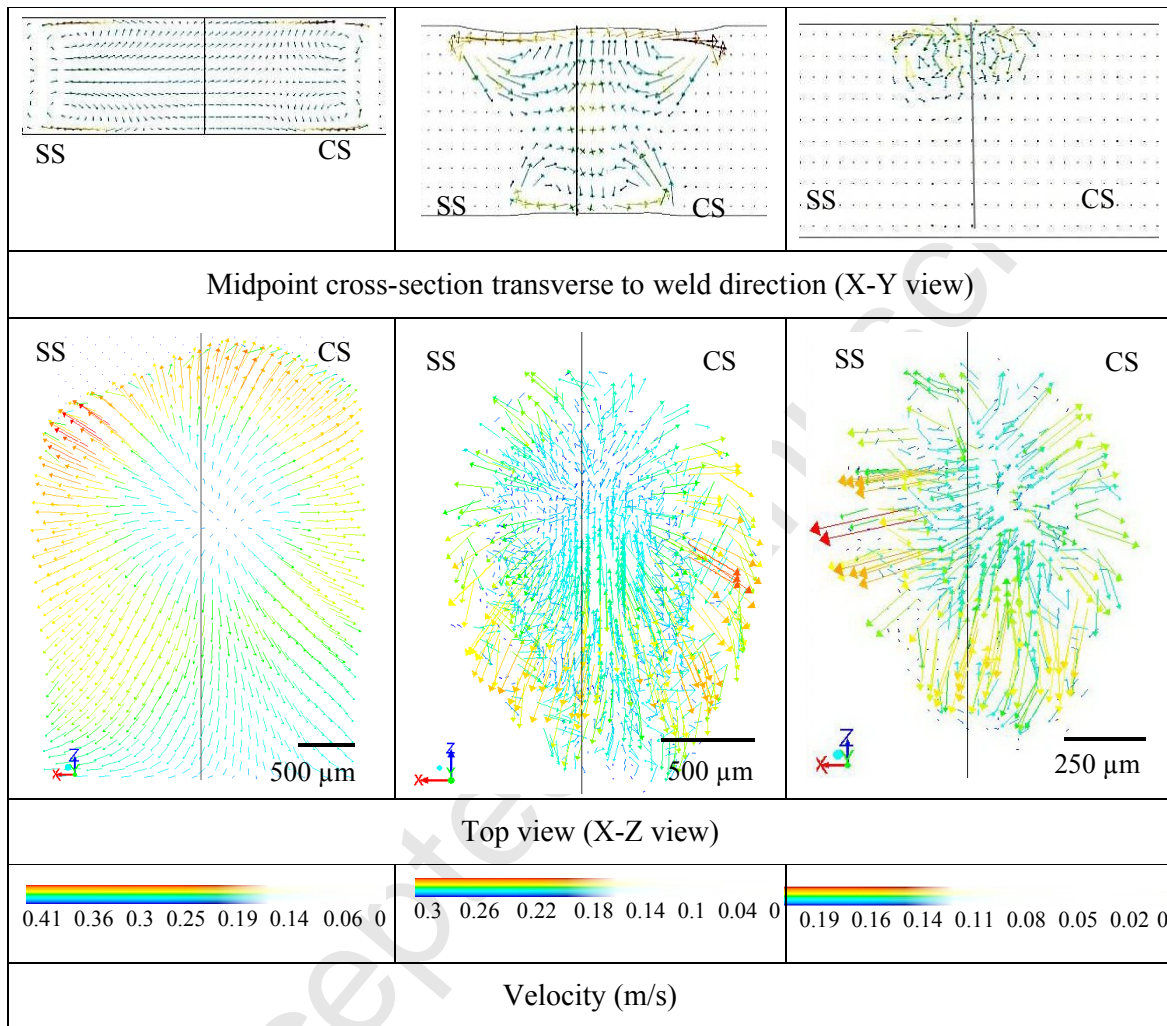 SS CS
SS CS
SS CS
Midpoint cross-section transverse to weld direction (X-Y view)
SS CS
SS CS
SS CS
X Z
500 µm
X Z
500 µm
X Z
250 µm
Top view (X-Z view)
0.41 0.36 0.3 0.25 0.19 0.14 0.06 0
0.3 0.26 0.22 0.18 0.14 0.1 0.04 0
0.19 0.16 0.14 0.11 0.08 0.05 0.02 0
Velocity (m/s)